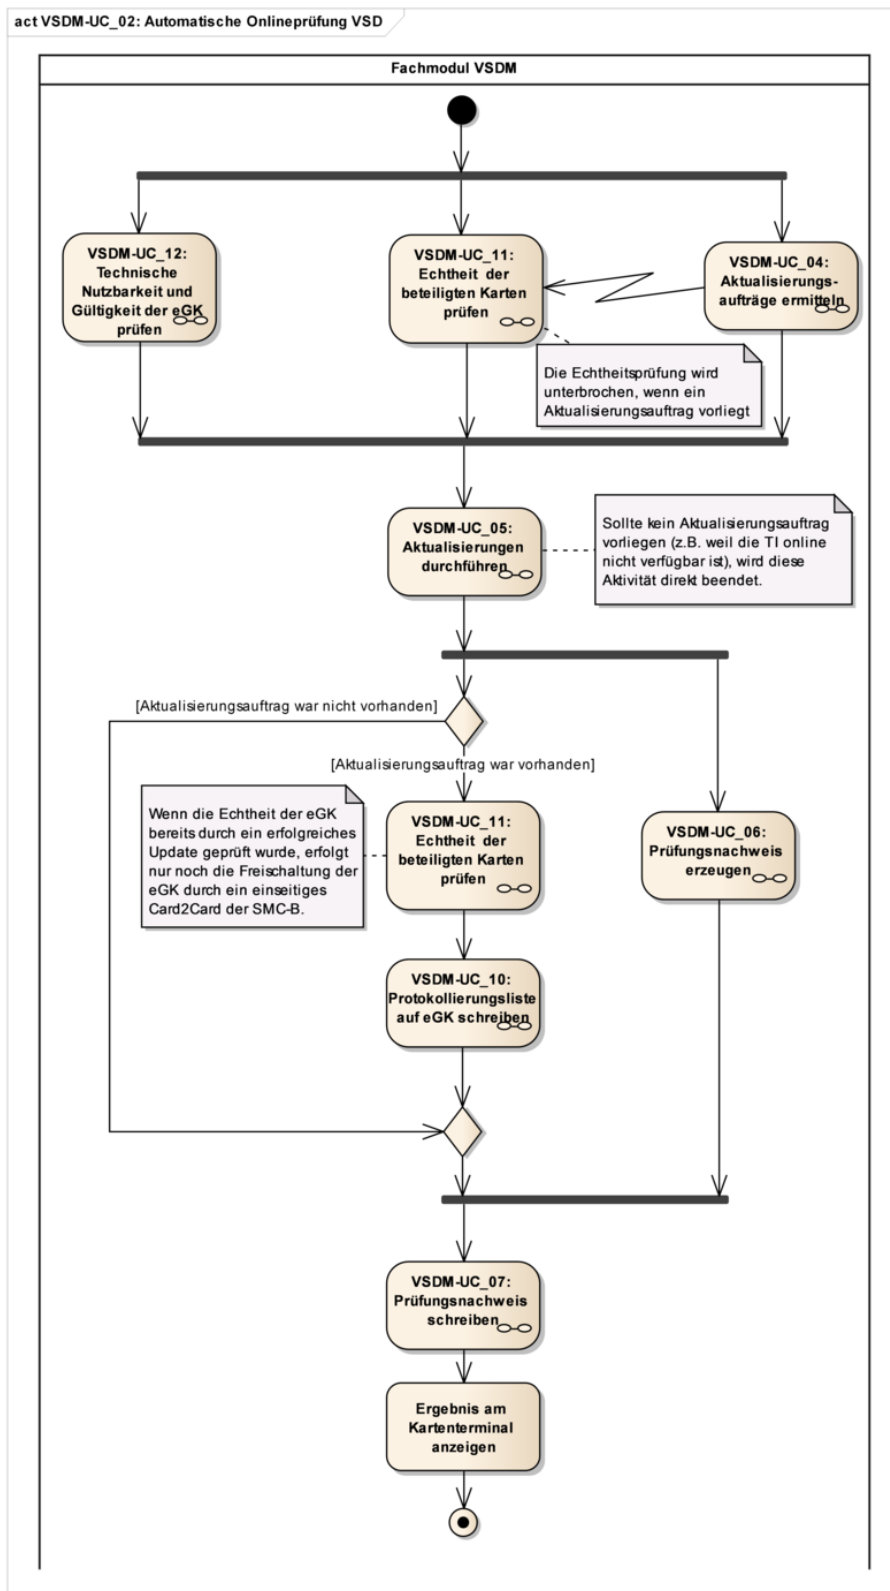 act VSDM-UC_02: Automatische Onlineprüfung VSD
Fachmodul VSDM
VSDM-UC_12:
Technische
Nutzbarkeit und
Gültigkeit der eGK
prüfen
VSDM-UC_11:
Echtheit der
beteiligten Karten
prüfen
VSDM-UC_04:
Aktualisierungs-
aufträge ermitteln
Die Echtheitsprüfung wird
unterbrochen, wenn ein
Aktualisierungsauftrag vorliegt
VSDM-UC_05:
Aktualisierungen
durchführen
Sollte kein Aktualisierungsauftrag
vorliegen (z.B. weil die TI online
nicht verfügbar ist), wird diese
Aktivität direkt beendet.
[Aktualisierungsauftrag war nicht vorhanden]
[Aktualisierungsauftrag war vorhanden]
Wenn die Echtheit der eGK
bereits durch ein erfolgreiches
Update geprüft wurde, erfolgt
nur noch die Freischaltung der
eGK durch ein einseitiges
Card2Card der SMC-B.
VSDM-UC_11:
Echtheit der
beteiligten Karten
prüfen
VSDM-UC_06:
Prüfungsnachweis
erzeugen
VSDM-UC_10:
Protokollierungsliste
auf eGK schreiben
VSDM-UC_07:
Prüfungsnachweis
schreiben
Ergebnis am
Kartenterminal
anzeigen